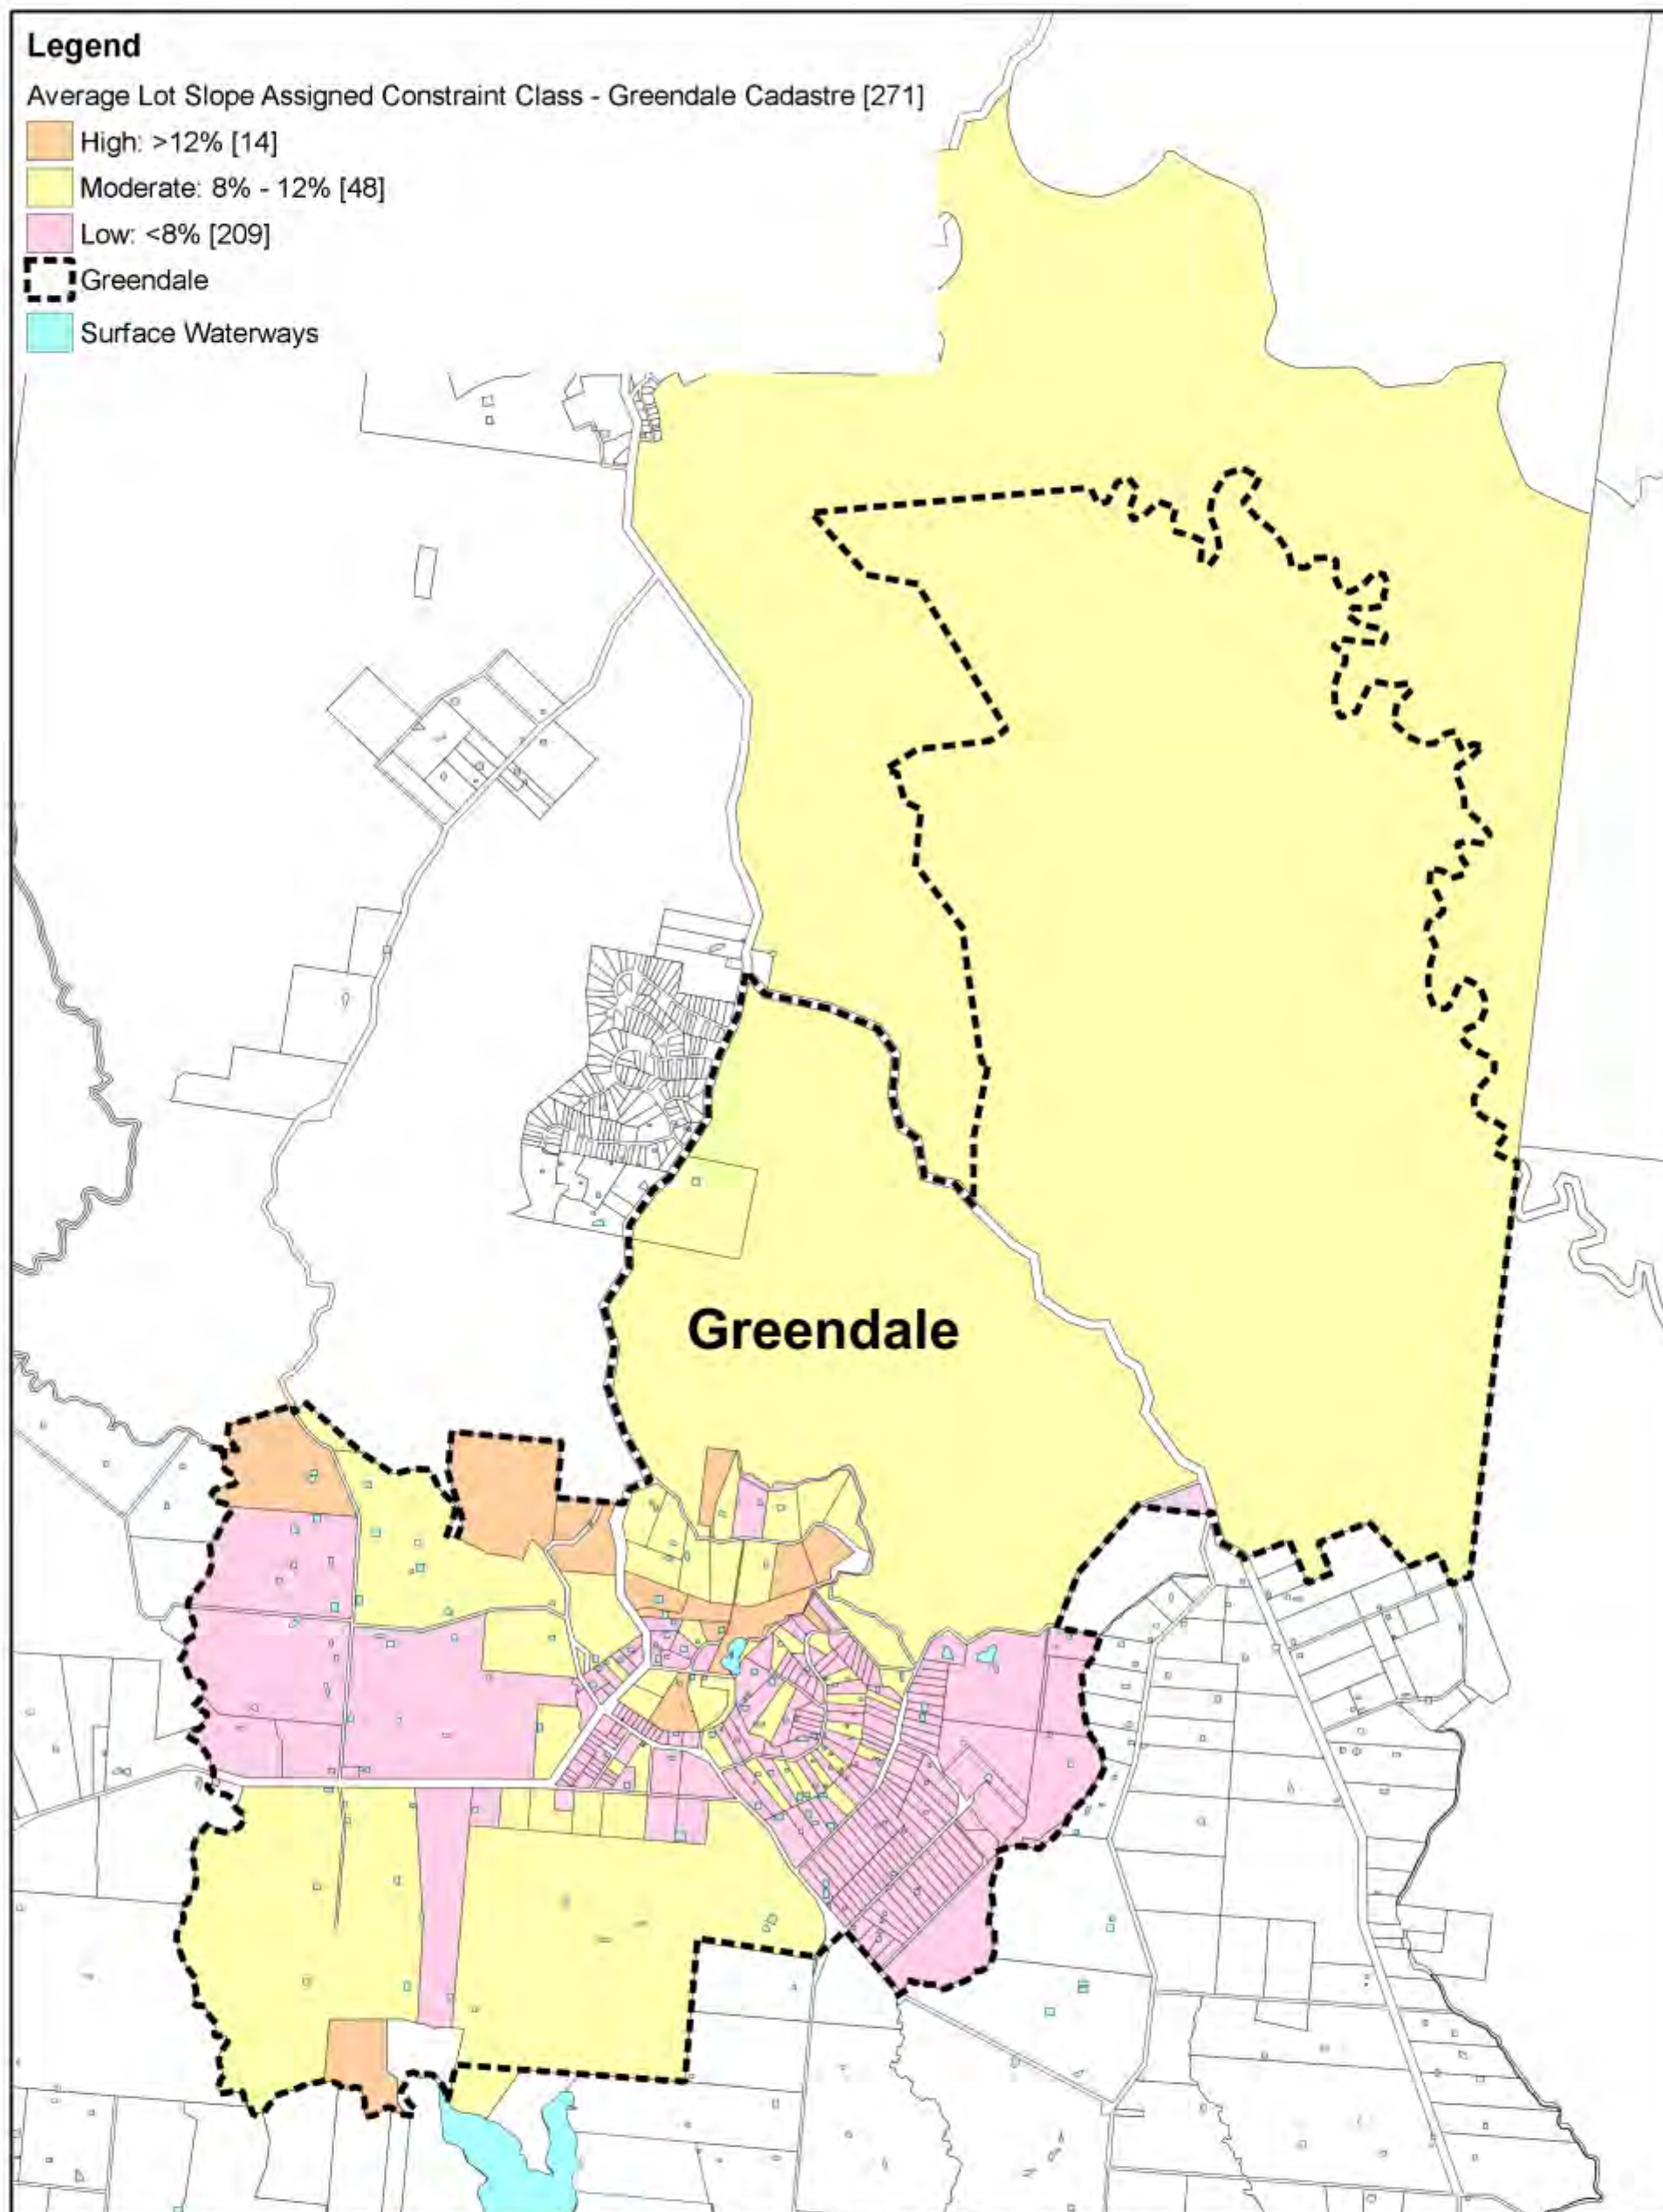 Legend
Average Lot Slope Assigned Constraint Class - Greendale Cadastre [271]
High: >12% [14]
Moderate: 8% - 12% [48]
Low: <8% [209]
Greendale
Surface Waterways
Greendale